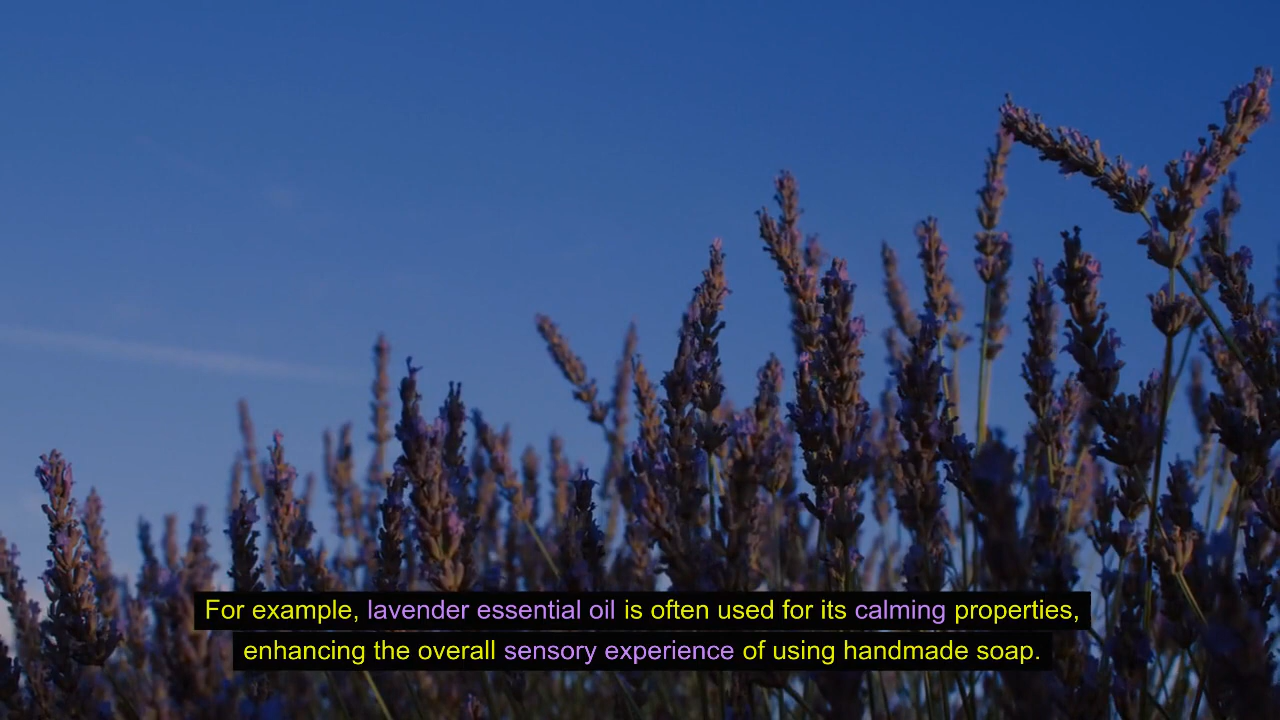 For example, lavender essential oil is often used for its calming properties,
enhancing the overall sensory experience of using handmade soap.